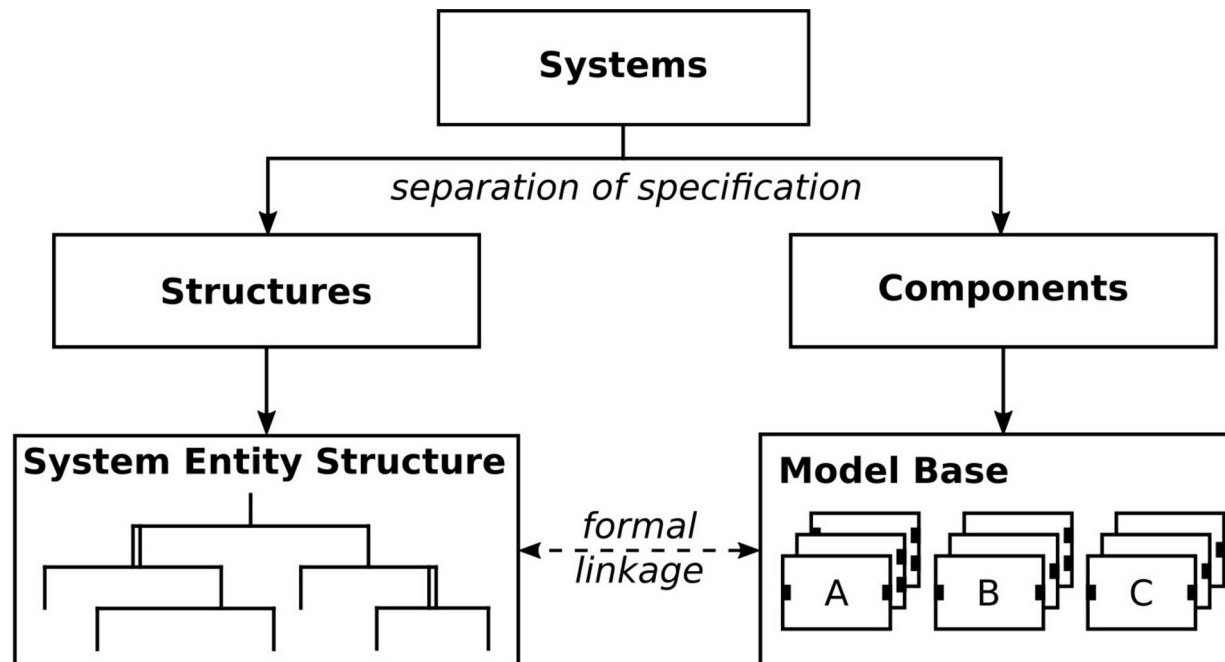 Systems
separation of specification
Structures
Components
System Entity Structure
formal
linkage
Model Base
A
B
C